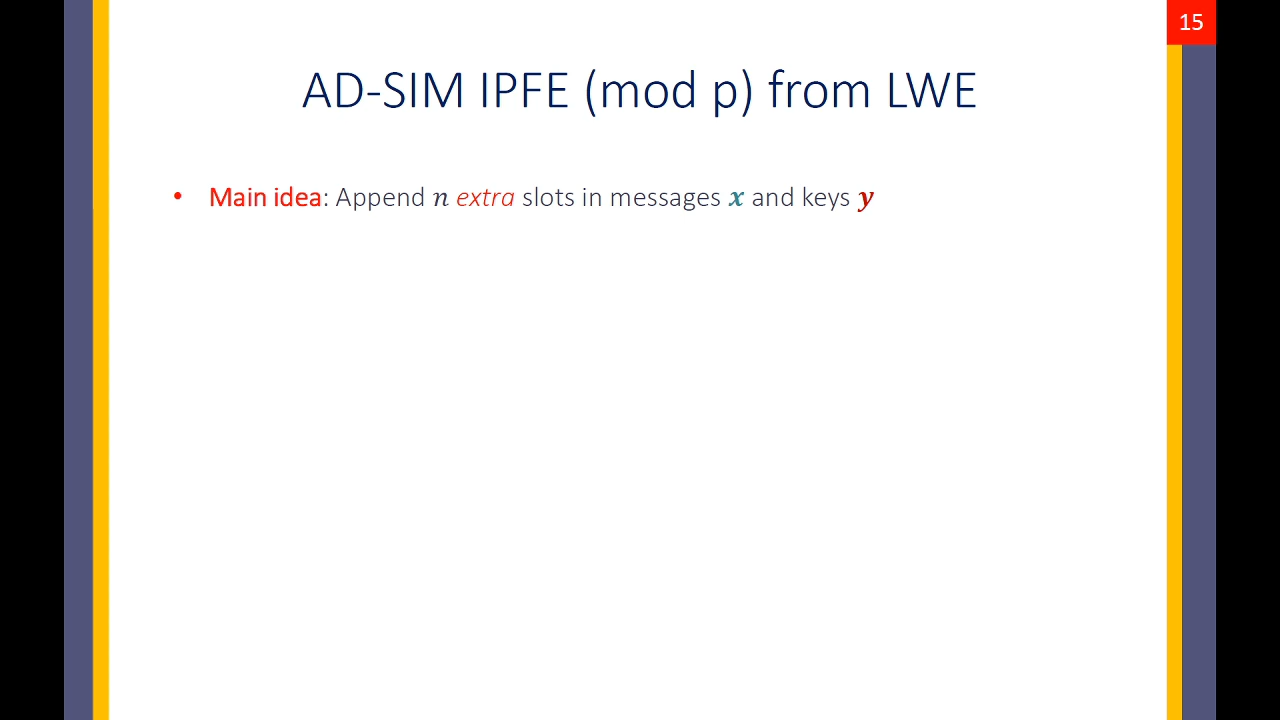 15
AD-SIM IPFE (mod p) from LWE
• Main idea: Append n extra slots in messages x and keys y